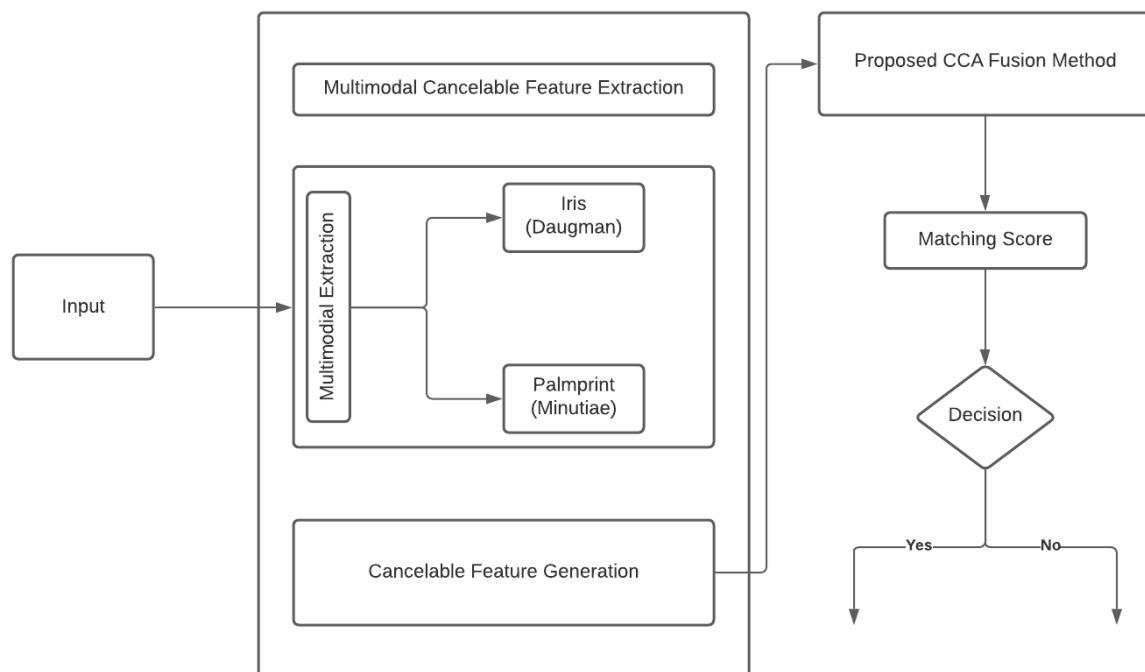 Input
Multimodal Cancelable Feature Extraction
Multimodial Extraction
Iris
(Daugman)
Palmprint
(Minutiae)
Cancelable Feature Generation
Proposed CCA Fusion Method
Matching Score
Decision
Yes
No